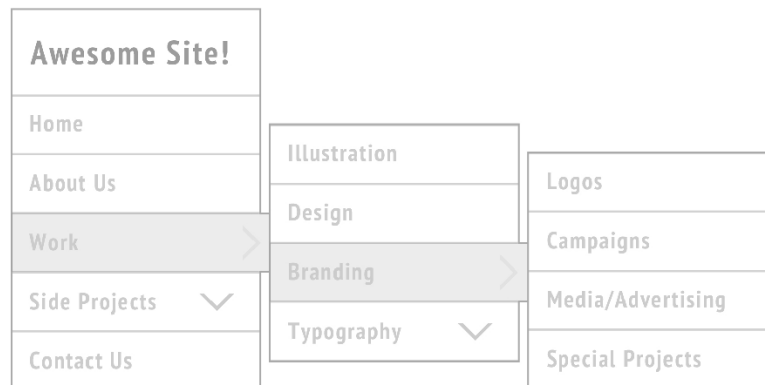 Awesome Site!
Home
About Us
Work
Side Projects
Contact Us
Illustration
Design
Branding
Typography
Logos
Campaigns
Media/Advertising
Special Projects